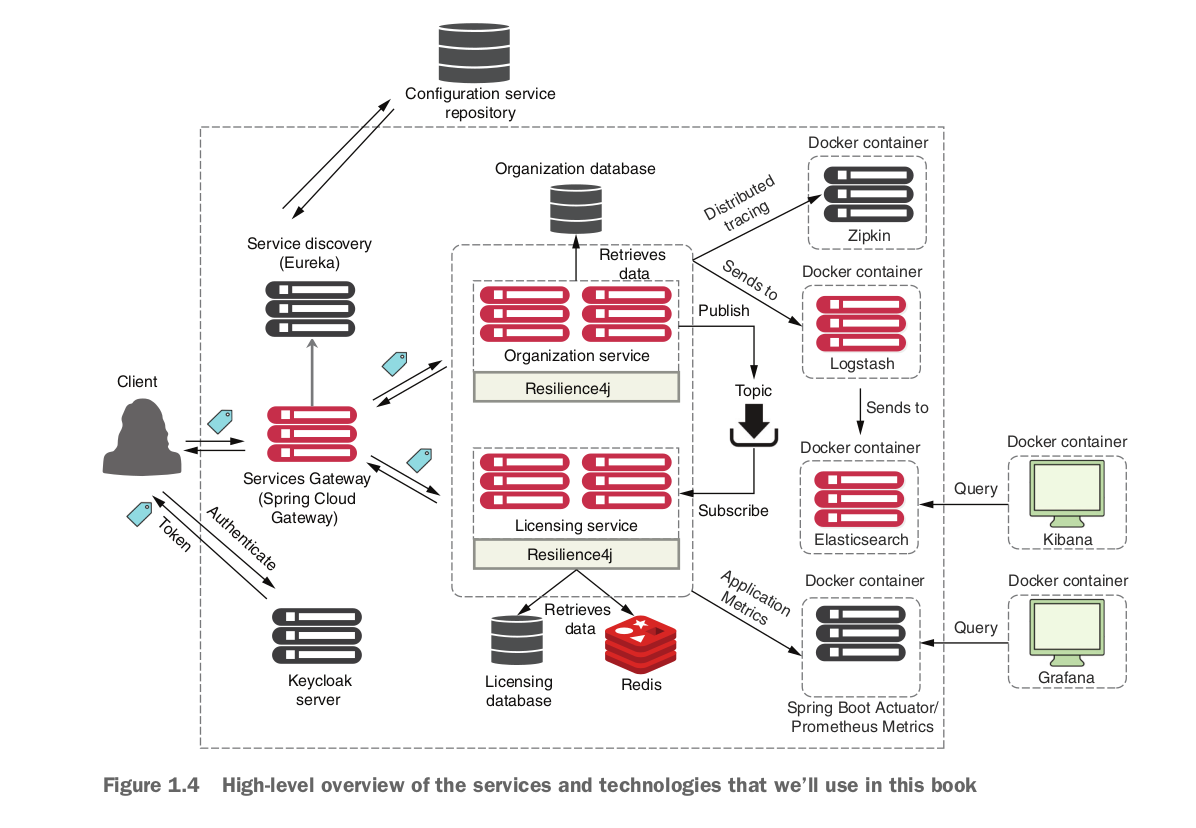 Configuration service
repository
Docker container
Organization database
Distributed
tracing
Zipkin
Service discovery
(Eureka)
Retrieves
data
Sends to
Docker container
Publish
Organization service
Logstash
Resilience4j
Client
Topic
Sends to
Docker container
Docker container
Services Gateway
(Spring Cloud
Gateway)
Query
Subscribe
Licensing service
Elasticsearch
Kibana
Resilience4j
Token
Authenticate
Application
Metrics
Docker container
Docker container
Retrieves
data
Query
Keycloak
server
Licensing
database
Redis
Grafana
Spring Boot Actuator/
Prometheus Metrics
Figure 1.4 High-level overview of the services and technologies that we'll use in this book